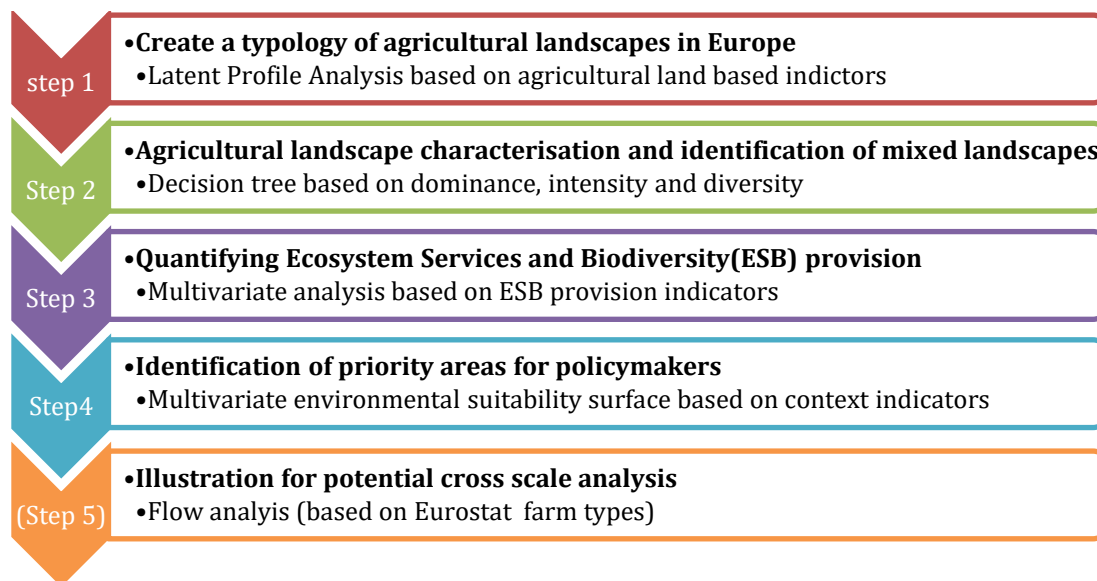 step 1
•Create a typology of agricultural landscapes in Europe
•Latent Profile Analysis based on agricultural land based indictors
Step 2
•Agricultural landscape characterisation and identification of mixed landscapes
•Decision tree based on dominance, intensity and diversity
Step 3
•Quantifying Ecosystem Services and Biodiversity(ESB) provision
•Multivariate analysis based on ESB provision indicators
Step4
•Identification of priority areas for policymakers
•Multivariate environmental suitability surface based on context indicators
(Step 5)
•Illustration for potential cross scale analysis
•Flow analyis (based on Eurostat farm types)